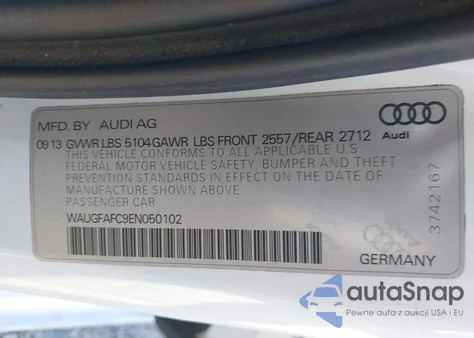 MFD. BY AUDI AG
09 13 GVWR LBS 5104 GAWR LBS FRONT 2557/REAR 2712
THIS VEHICLE CONFORMS TO ALL APPLICABLE U S
FEDERAL MOTOR VEHICLE SAFETY, BUMPER AND THEFT
PREVENTION STANDARDS IN EFFECT ON THE DATE OF
MANUFACTURE SHOWN ABOVE.
PASSENGER CAR
WAUGFAFC9EN050102
Audi
3742167
GERMANY
autoSnap
Pewne auta z aukcji USA i EU